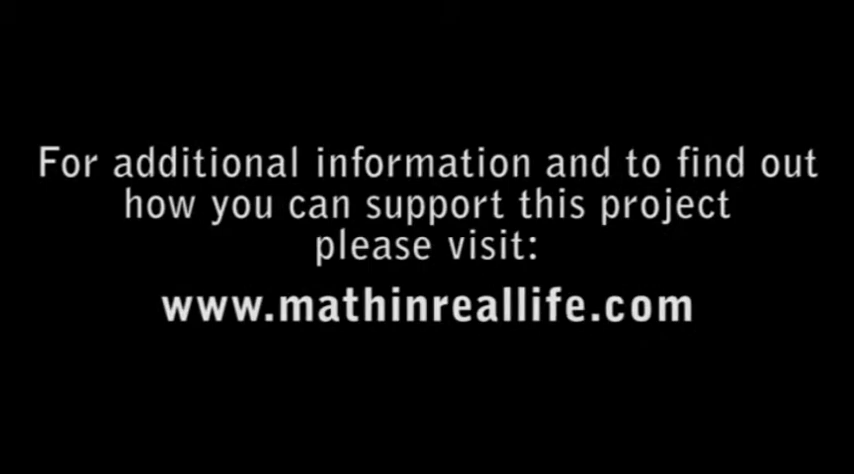 For additional information and to find out
how you can support this project
please visit:
www.mathinreallife.com